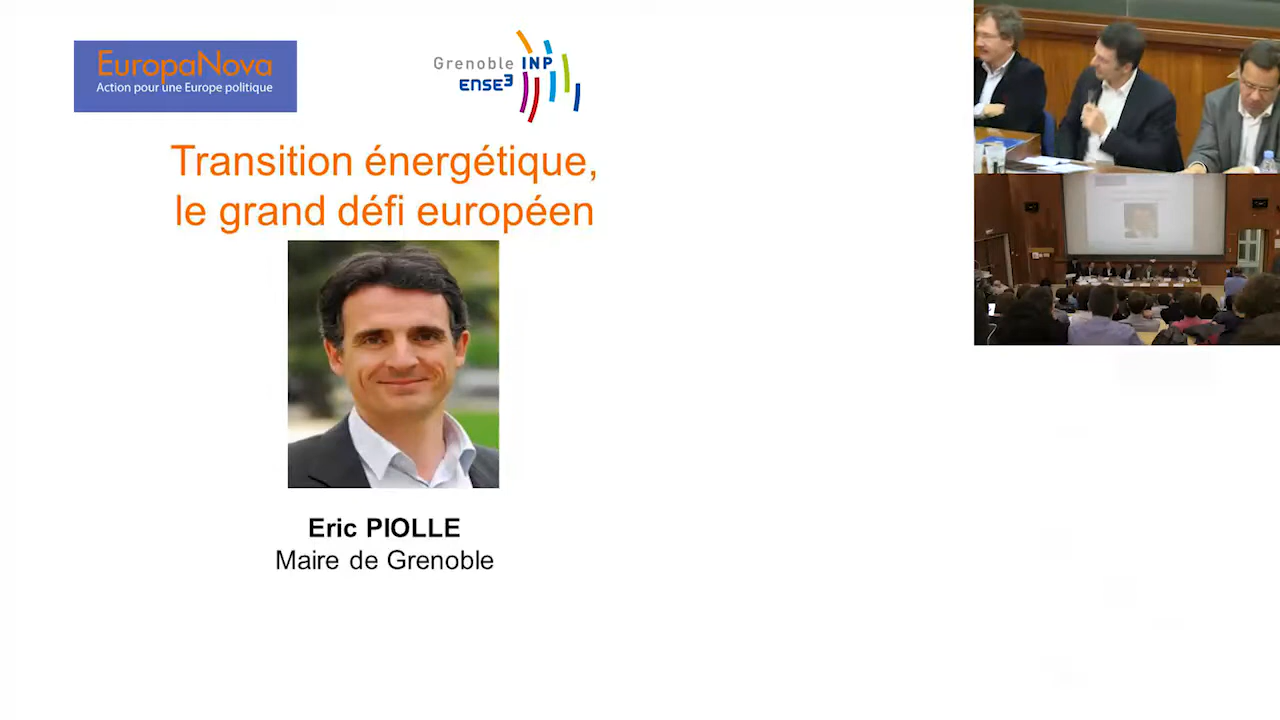 EuropaNova
Action pour une Europe politique
Grenoble INP
ENSE³
Transition énergétique,
le grand défi européen
Eric PIOLLE
Maire de Grenoble